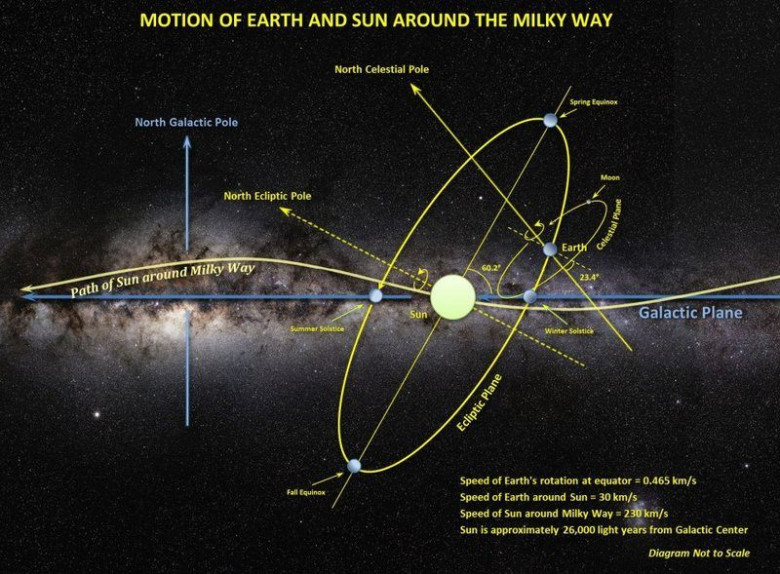 MOTION OF EARTH AND SUN AROUND THE MILKY WAY
North Celestial Pole
Spring Equinox
North Galactic Pole
Moon
North Ecliptic Pole
Celestial Plane
Earth
60.2°
23.4°
Path of Sun around Milky Way
Sun
Galactic Plane
Summer Solstice
Winter Solstice
Ecliptic Plane
Fall Equinox
Speed of Earth's rotation at equator = 0.465 km/s
Speed of Earth around Sun = 30 km/s
Speed of Sun around Milky Way = 230 km/s
Sun is approximately 26,000 light years from Galactic Center
Diagram Not to Scale